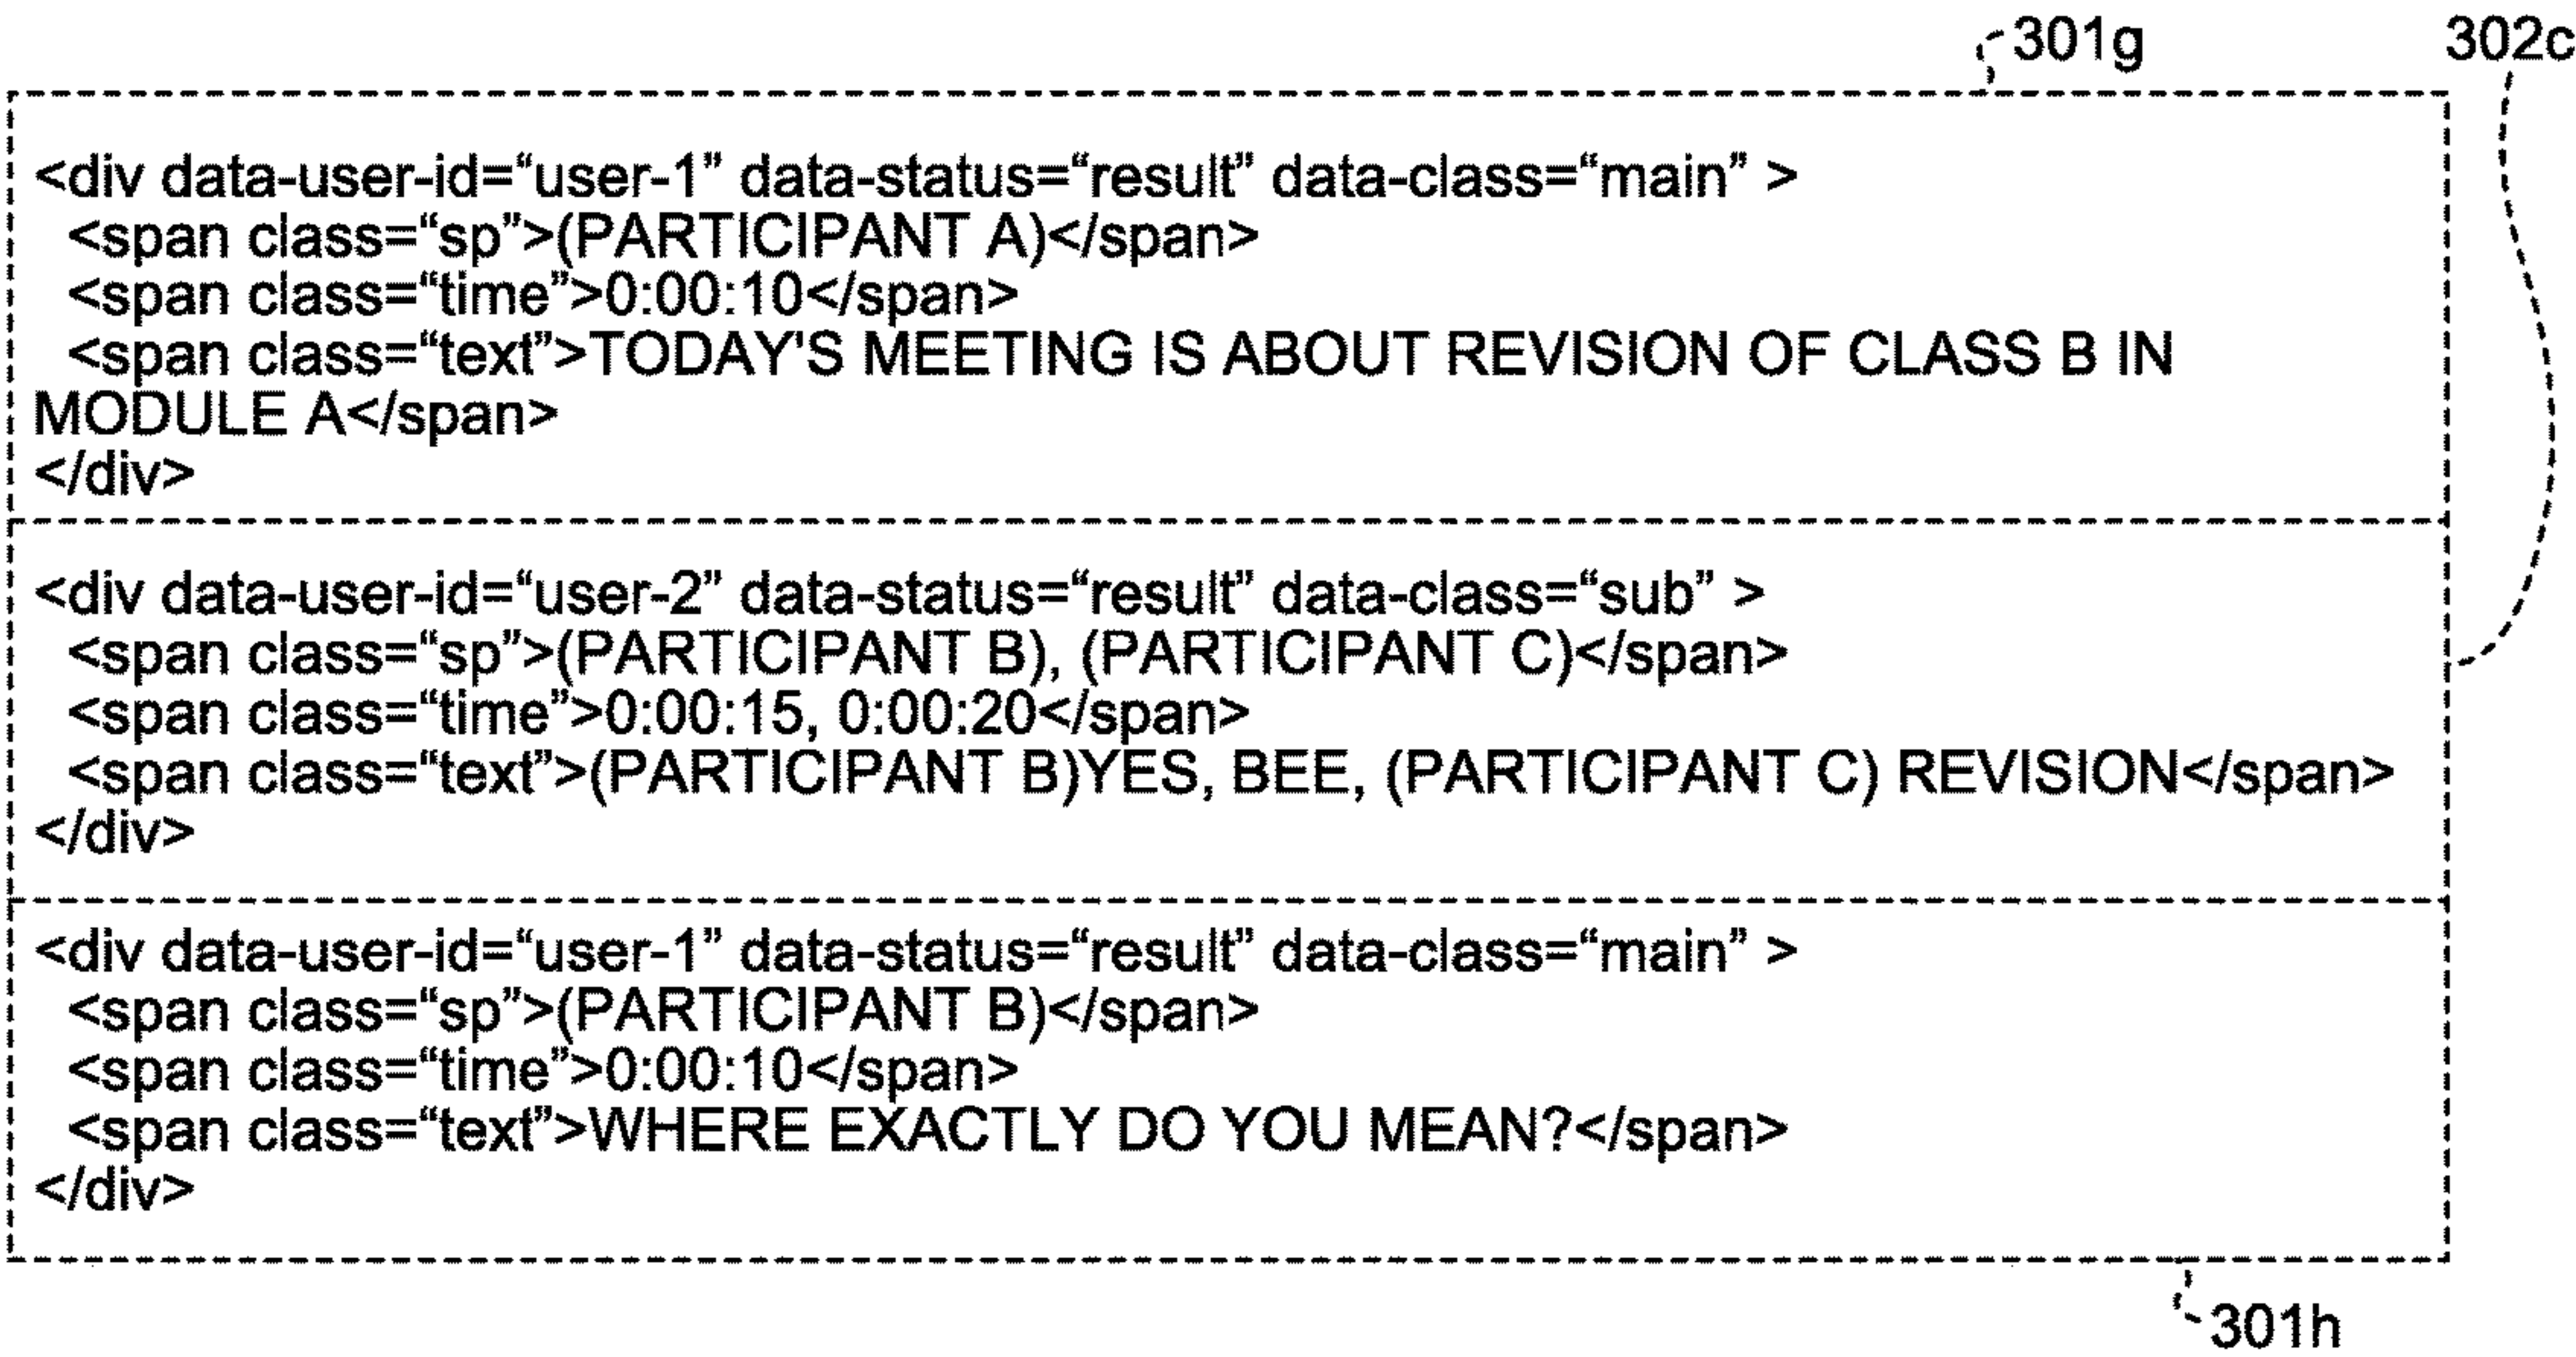 301g
302c
<div data-user-id=“user-1” data-status=“result” data-class=“main” >
<span class=“sp”>(PARTICIPANT A)</span>
<span class=“time”>0:00:10</span>
<span class=“text”>TODAY'S MEETING IS ABOUT REVISION OF CLASS B IN
MODULE A</span>
</div>
<div data-user-id=“user-2” data-status=“result” data-class=“sub” >
<span class=“sp”>(PARTICIPANT B), (PARTICIPANT C)</span>
<span class=“time”>0:00:15, 0:00:20</span>
<span class=“text”>(PARTICIPANT B)YES, BEE, (PARTICIPANT C) REVISION</span>
</div>
<div data-user-id=“user-1” data-status=“result” data-class=“main” >
<span class=“sp”>(PARTICIPANT B)</span>
<span class=“time”>0:00:10</span>
<span class=“text”>WHERE EXACTLY DO YOU MEAN?</span>
</div>
301h